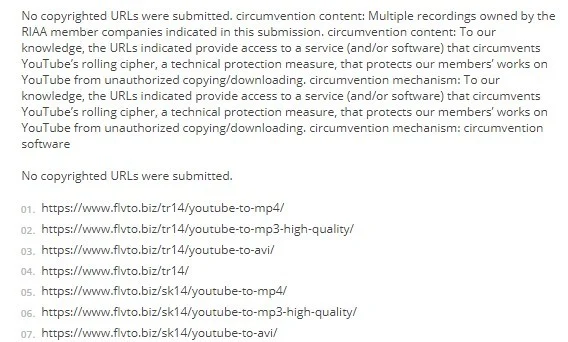 No copyrighted URLs were submitted. circumvention content: Multiple recordings owned by the
RIAA member companies indicated in this submission. circumvention content: To our
knowledge, the URLs indicated provide access to a service (and/or software) that circumvents
YouTube's rolling cipher, a technical protection measure, that protects our members' works on
YouTube from unauthorized copying/downloading. circumvention mechanism: To our
knowledge, the URLs indicated provide access to a service (and/or software) that circumvents
YouTube's rolling cipher, a technical protection measure, that protects our members' works on
YouTube from unauthorized copying/downloading. circumvention mechanism: circumvention
software
No copyrighted URLs were submitted.
01. https://www.flvto.biz/tr14/youtube-to-mp4/
02. https://www.flvto.biz/tr14/youtube-to-mp3-high-quality/
03. https://www.flvto.biz/tr14/youtube-to-avi/
04. https://www.flvto.biz/tr14/
05. https://www.flvto.biz/sk14/youtube-to-mp4/
06. https://www.flvto.biz/sk14/youtube-to-mp3-high-quality/
07. https://www.flvto.biz/sk14/youtube-to-avi/